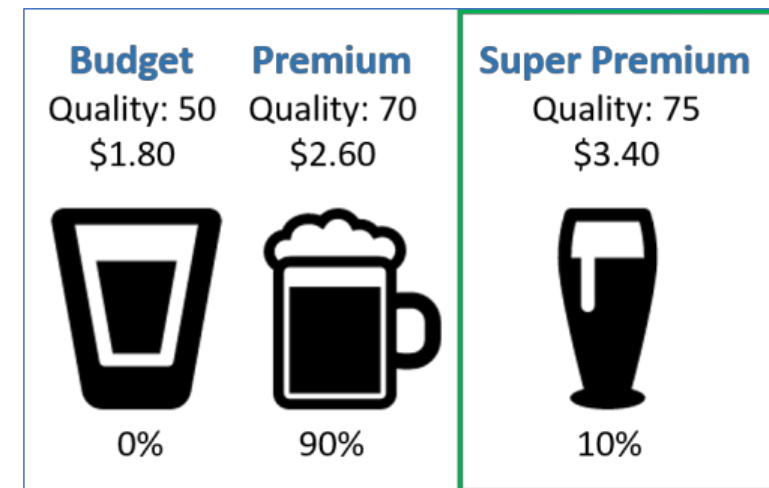 Budget
Quality: 50
$1.80
0%
Premium
Quality: 70
$2.60
90%
Super Premium
Quality: 75
$3.40
10%